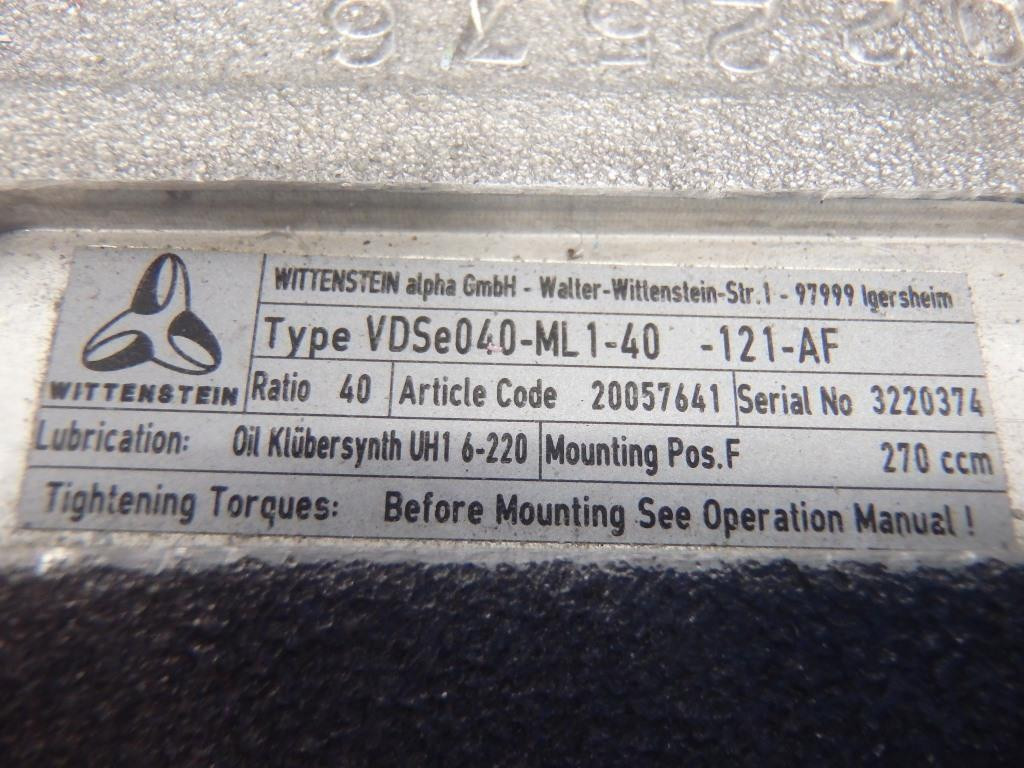 022576
WITTENSTEIN alpha GmbH - Walter-Wittenstein-Str.1 - 97999 Igersheim
Type VDSe040-ML1-40 -121-AF
WITTENSTEIN
Ratio 40 Article Code 20057641 Serial No 3220374
Lubrication: Oil Klübersynth UH1 6-220 Mounting Pos.F 270 ccm
Tightening Torques: Before Mounting See Operation Manual !